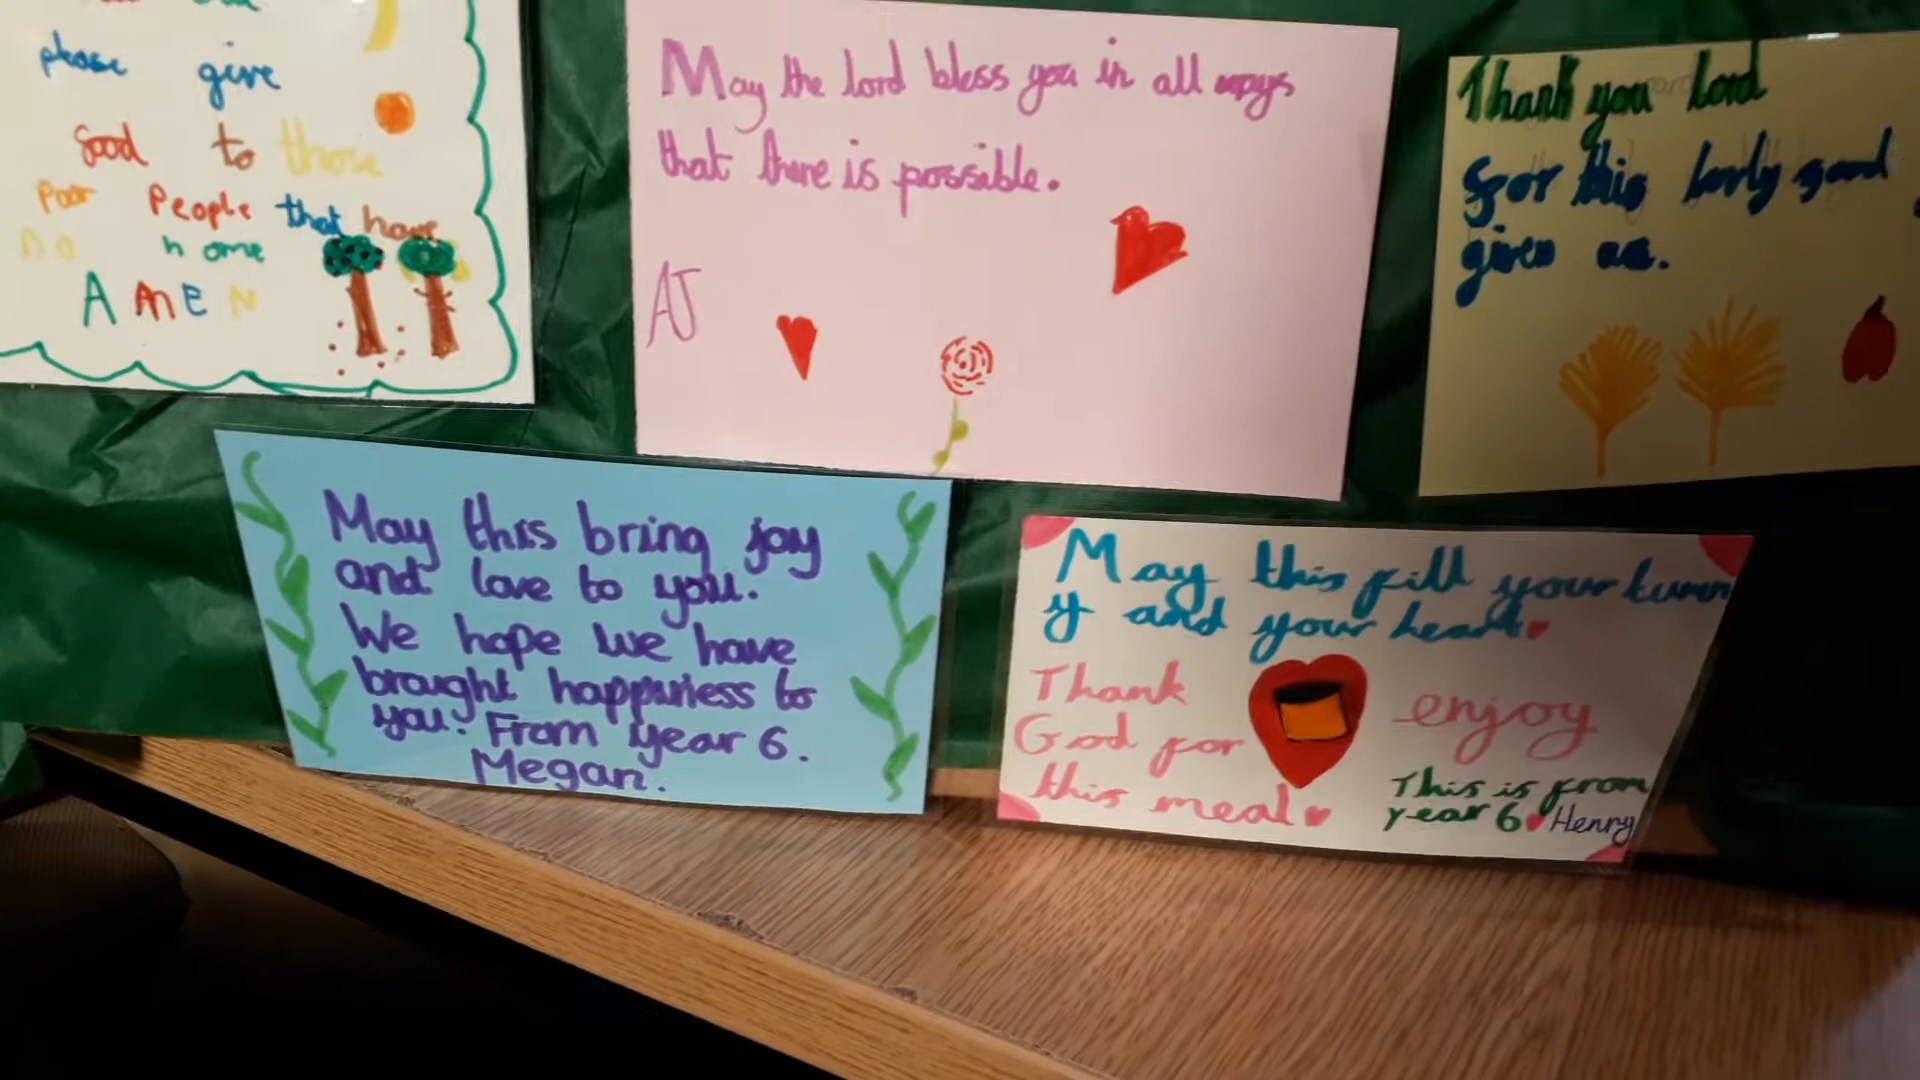 please give
food to those
poor People that have
no home
AMEN
May the lord bless you in all ways
that there is possible.
AJ
Thank you lord
for this lovly food
given us.
May this bring joy
and love to you.
We hope we have
brought happiness to
you. From year 6.
Megan.
May this fill your tumm
y and your heart
Thank
God for
this meal
enjoy
This is from
year 6 Henry